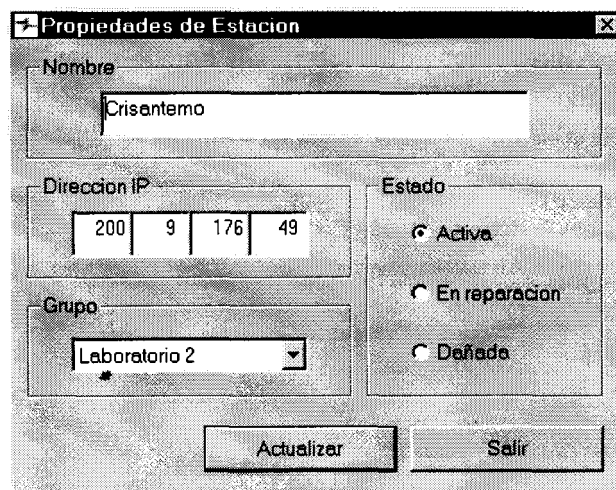 Propiedades de Estacion
Nombre
Crisantemo
Direccion IP
200 9 176 49
Estado
Activa
En reparacion
Dañada
Grupo
Laboratorio 2
Actualizar
Salir